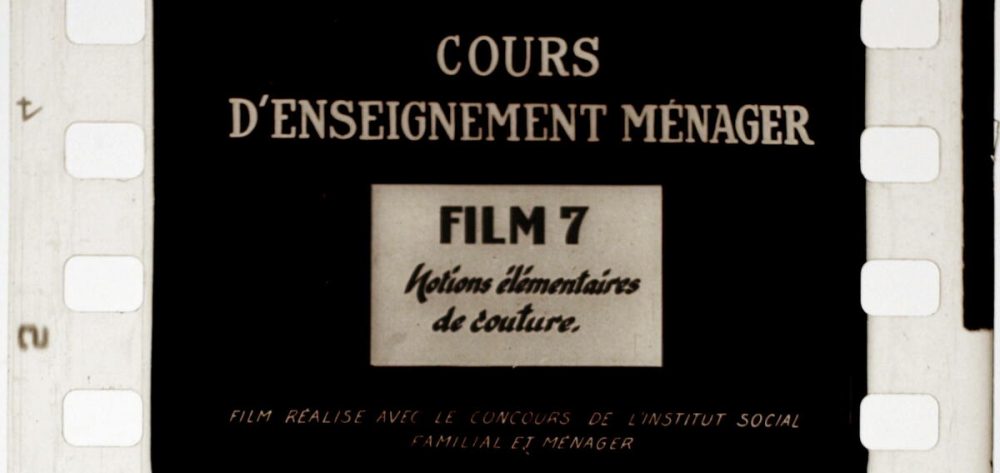 COURS
D'ENSEIGNEMENT MÉNAGER
FILM 7
Notions élémentaires
de couture.
FILM RÉALISE AVEC LE CONCOURS DE L'INSTITUT SOCIAL
FAMILIAL ET MÉNAGER